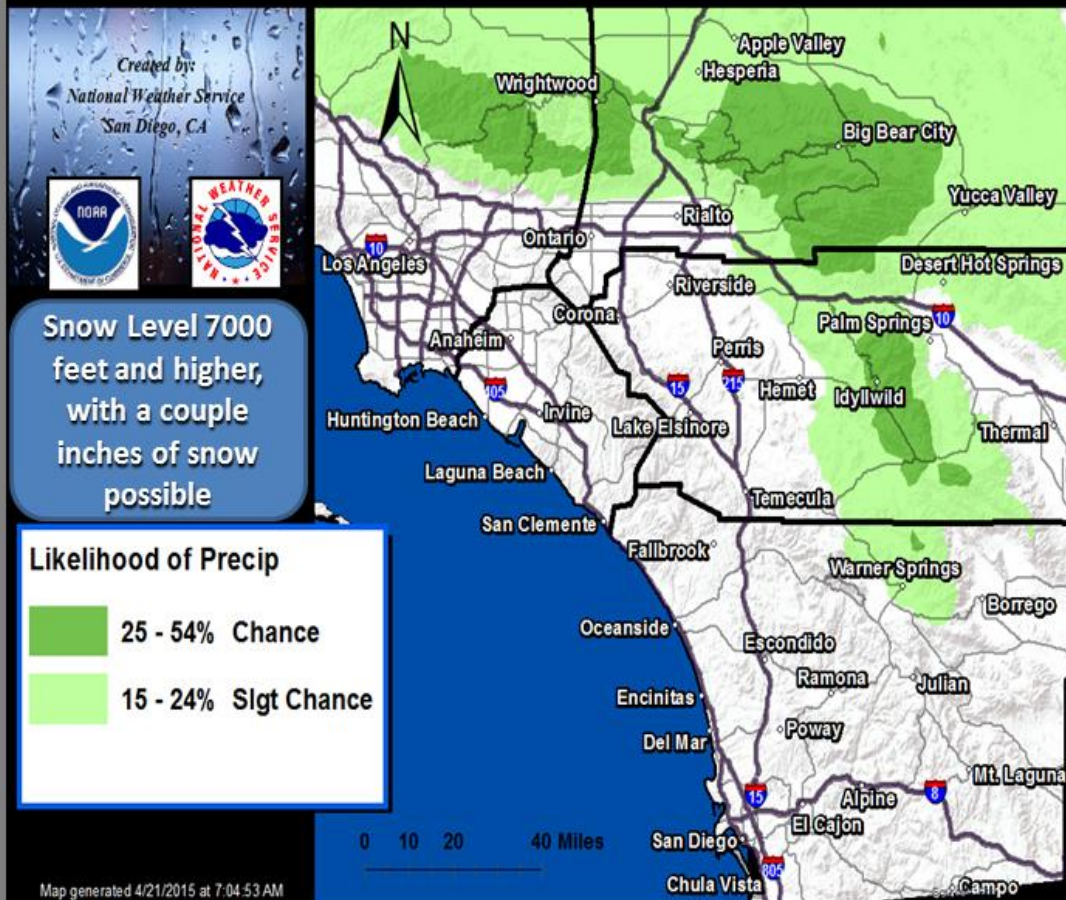 Created by:
National Weather Service
San Diego, CA
NOAA
NATIONAL WEATHER SERVICE
Snow Level 7000
feet and higher,
with a couple
inches of snow
possible
Likelihood of Precip
25 - 54% Chance
15 - 24% Slgt Chance
Map generated 4/21/2015 at 7:04:53 AM
N
Apple Valley
Hesperia
Wrightwood
Big Bear City
Yucca Valley
Rialto
Ontario
10
Los Angeles
Desert Hot Springs
Riverside
Corona
10
Palm Springs
Anaheim
Perris
405
15
215
Hemet
Idyllwild
Huntington Beach
Irvine
Lake Elsinore
Thermal
Laguna Beach
Temecula
San Clemente
Fallbrook
Warner Springs
Borrego
Oceanside
Escondido
Ramona
Julian
Encinitas
Poway
Del Mar
Mt. Laguna
15
Alpine
8
El Cajon
0 10 20 40 Miles
San Diego
805
Chula Vista
Campo